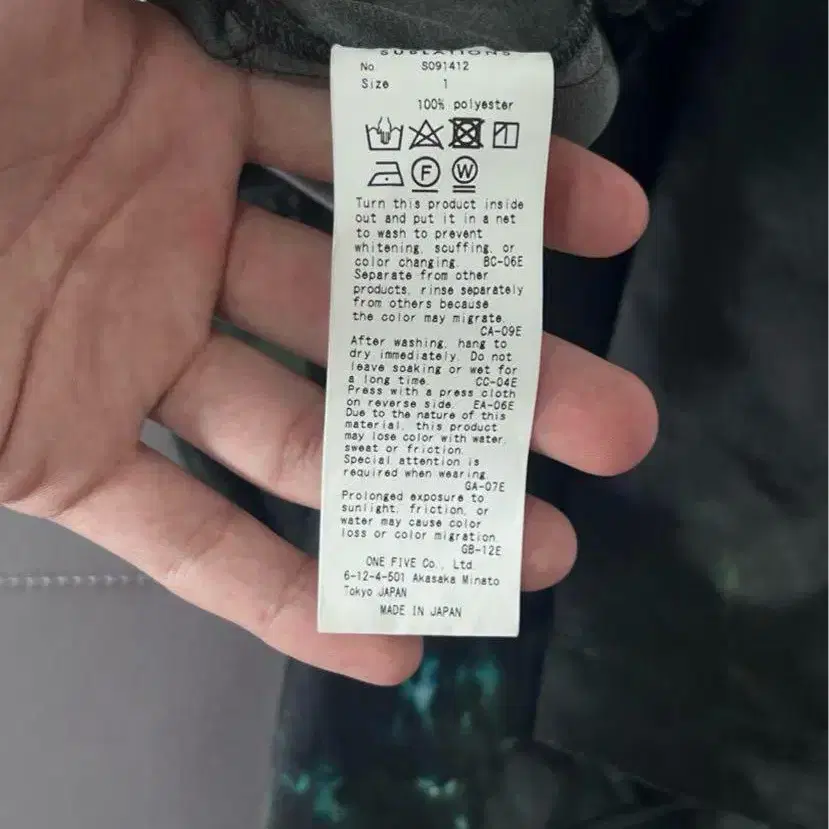 SUBLATIONS
No S091412
Size 1
100% polyester
F W
Turn this product inside
out and put it in a net
to wash to prevent
whitening, scuffing, or
color changing. BC-06E
Separate from other
products, rinse separately
from others because
the color may migrate.
CA-09E
After washing, hang to
dry immediately. Do not
leave soaking or wet for
a long time. CC-04E
Press with a press cloth
on reverse side. EA-06E
Due to the nature of this
material, this product
may lose color with water,
sweat or friction.
Special attention is
required when wearing.
GA-07E
Prolonged exposure to
sunlight, friction, or
water may cause color
loss or color migration.
GB-12E
ONE FIVE Co., Ltd.
6-12-4-501 Akasaka Minato
Tokyo JAPAN
MADE IN JAPAN